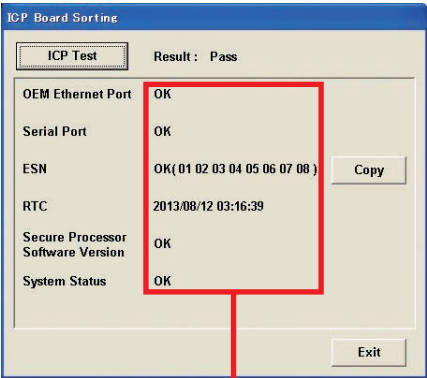 ICP Board Sorting
ICP Test Result : Pass
OEM Ethernet Port OK
Serial Port OK
ESN OK( 01 02 03 04 05 06 07 08 ) Copy
RTC 2013/08/12 03:16:39
Secure Processor
Software Version OK
System Status OK
Exit